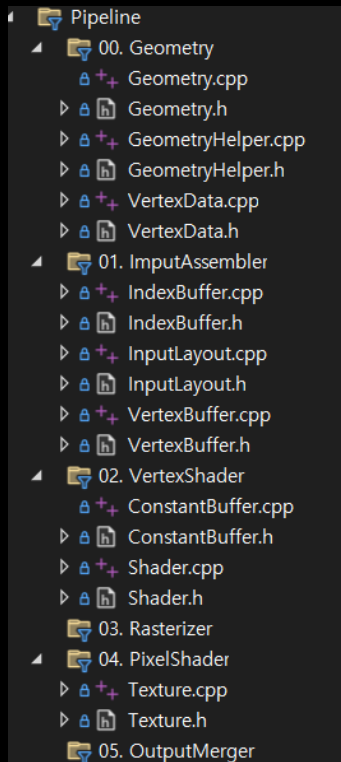 Pipeline
00. Geometry
Geometry.cpp
Geometry.h
GeometryHelper.cpp
GeometryHelper.h
VertexData.cpp
VertexData.h
01. ImputAssembler
IndexBuffer.cpp
IndexBuffer.h
InputLayout.cpp
InputLayout.h
VertexBuffer.cpp
VertexBuffer.h
02. VertexShader
ConstantBuffer.cpp
ConstantBuffer.h
Shader.cpp
Shader.h
03. Rasterizer
04. PixelShader
Texture.cpp
Texture.h
05. OutputMerger